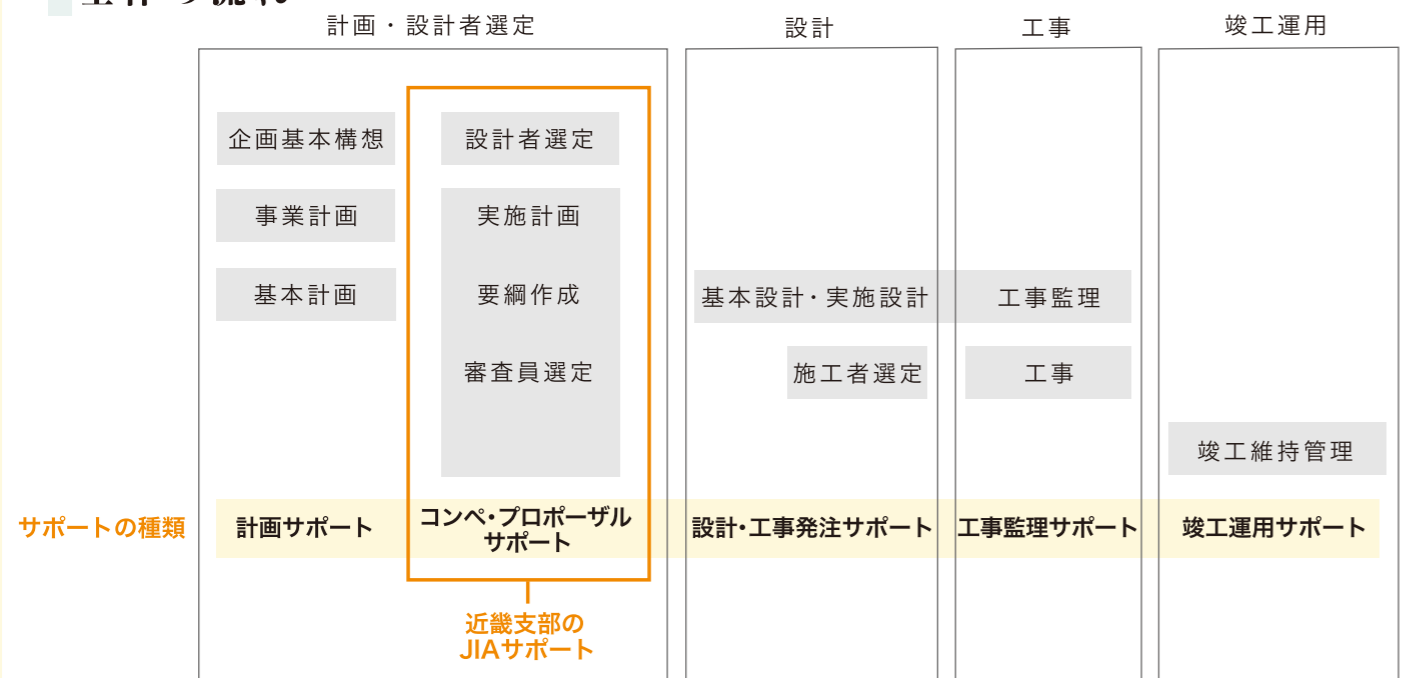 計画・設計者選定
設計
工事
竣工運用
企画基本構想
設計者選定
事業計画
実施計画
基本計画
要綱作成
基本設計・実施設計
工事監理
審査員選定
施工者選定
工事
竣工維持管理
サポートの種類
計画サポート
コンペ・プロポーザル
サポート
設計・工事発注サポート
工事監理サポート
竣工運用サポート
近畿支部の
JIAサポート